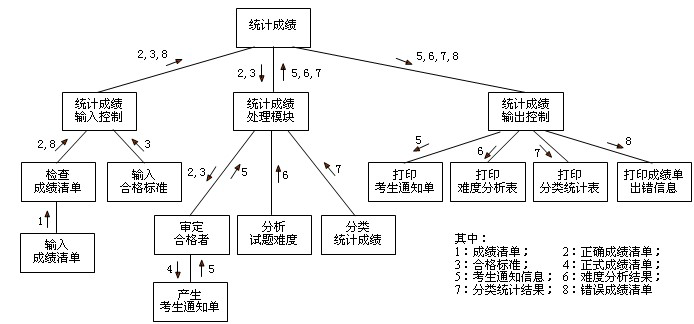 统计成绩
2,3,8
2,3
5,6,7
5,6,7,8
统计成绩
输入控制
统计成绩
处理模块
统计成绩
输出控制
2,8
3
5
6
7
8
检查
成绩清单
输入
合格标准
2,3
5
6
7
打印
考生通知单
打印
难度分析表
打印
分类统计表
打印成绩单
出错信息
1
输入
成绩清单
审定
合格者
分析
试题难度
分类
统计成绩
4
5
产生
考生通知单
其中：
1：成绩清单； 2：正确成绩清单；
3：合格标准； 4：正式成绩清单；
5：考生通知信息； 6：难度分析结果；
7：分类统计结果； 8：错误成绩清单